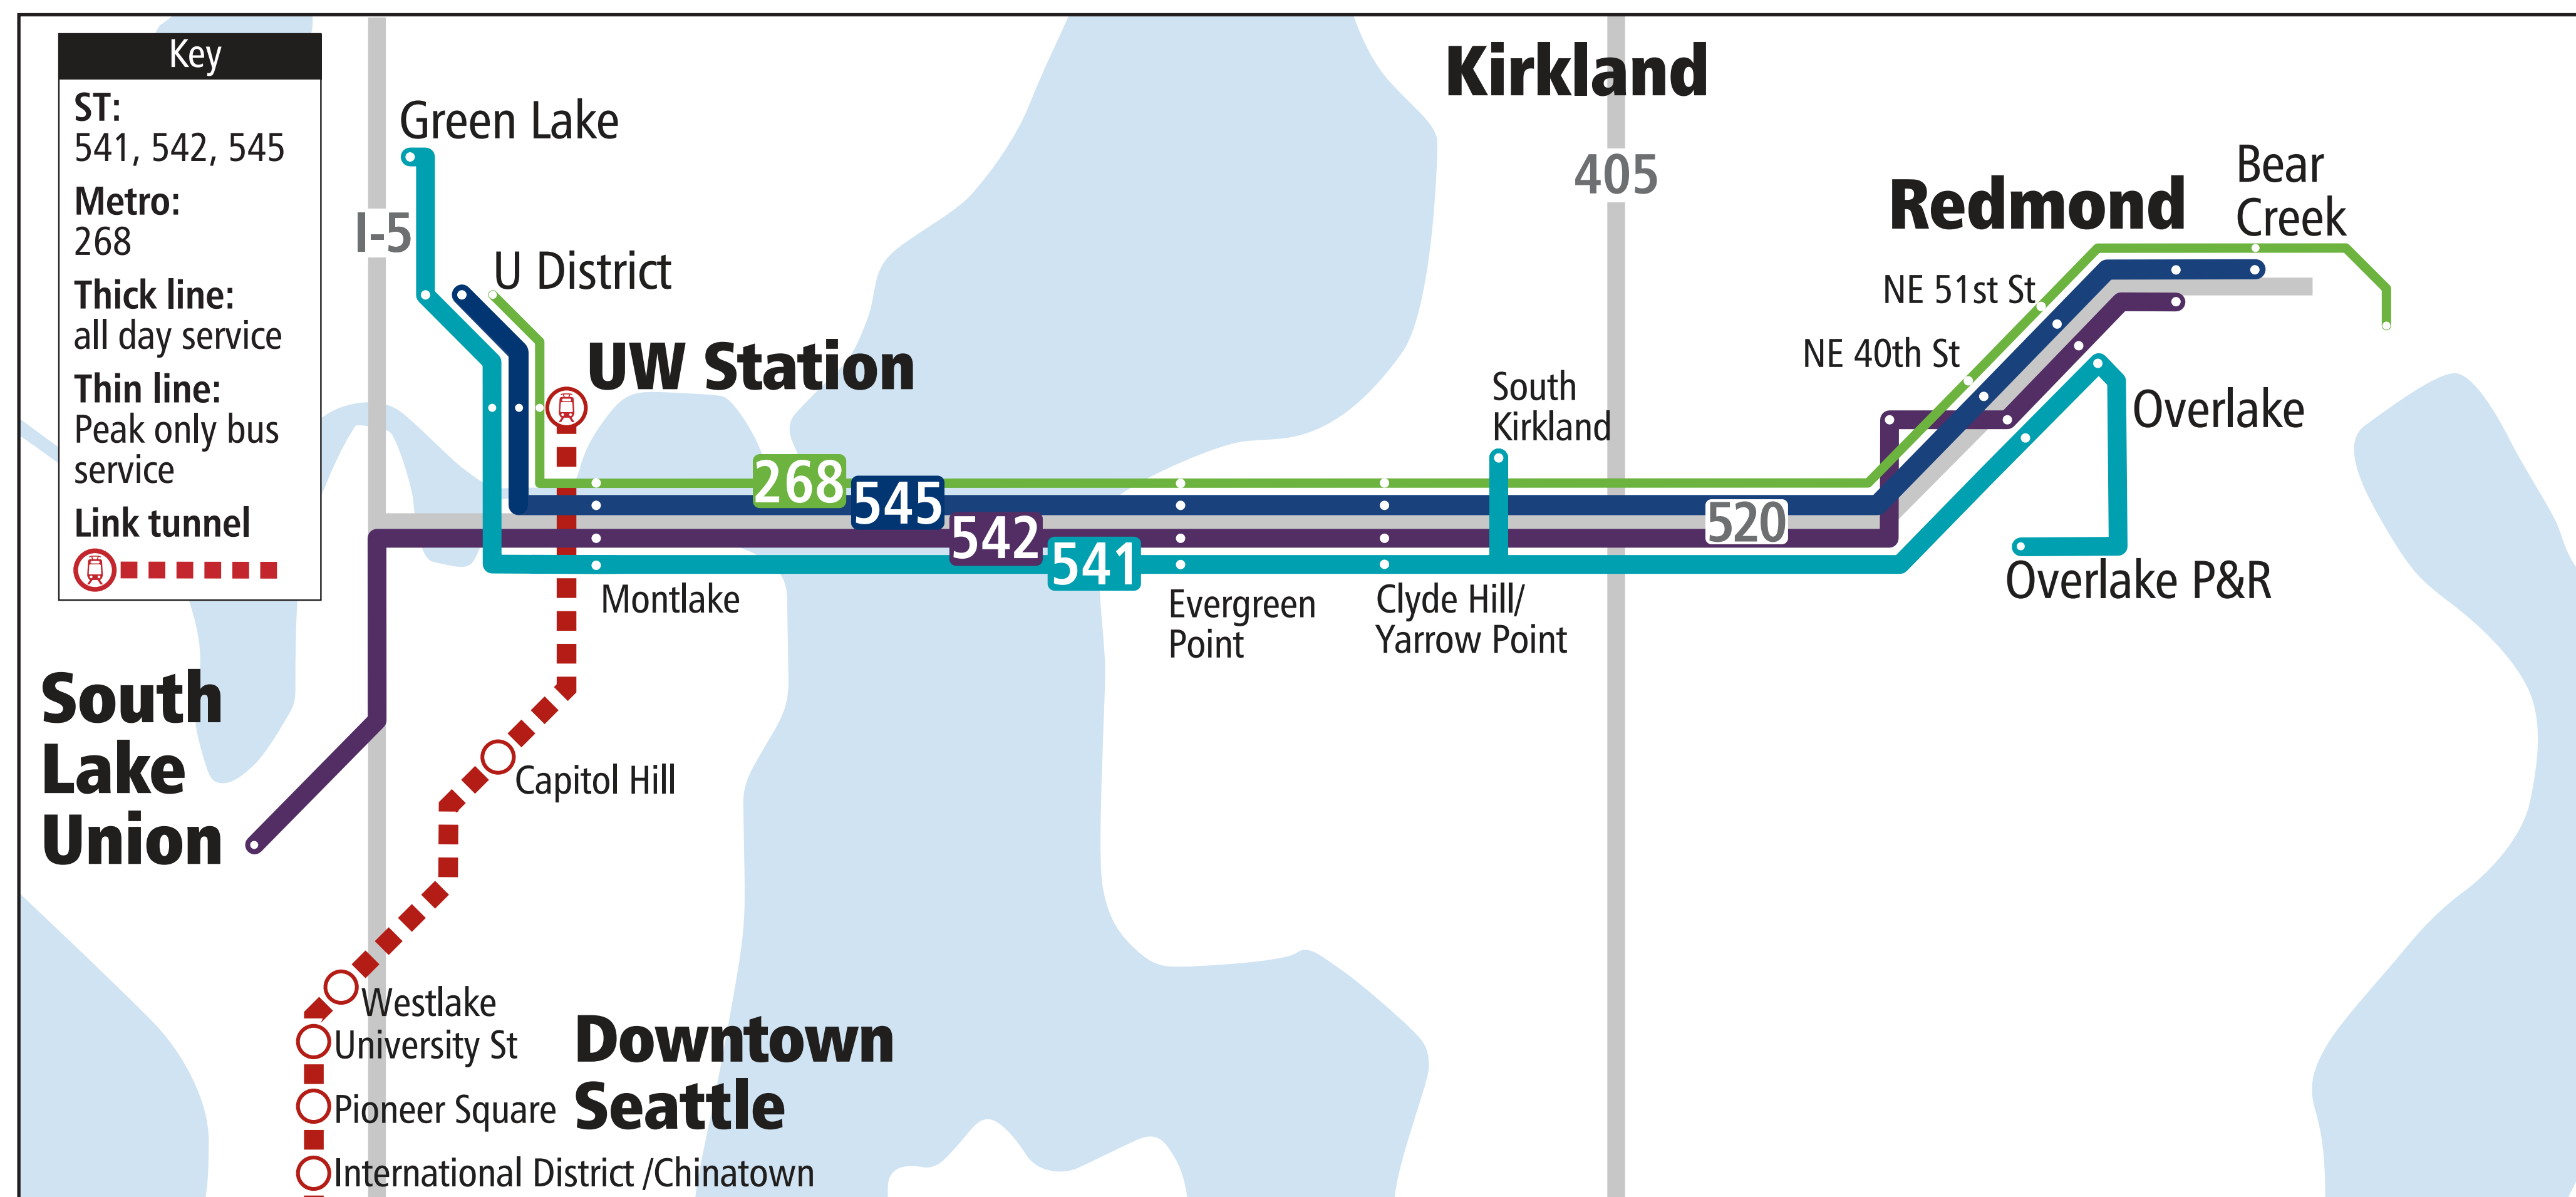 Key
ST:
541, 542, 545
Metro:
268
Thick line:
all day service
Thin line:
Peak only bus
service
Link tunnel
Green Lake
I-5
U District
UW Station
Kirkland
405
Redmond
Bear
Creek
NE 51st St
NE 40th St
South
Kirkland
Overlake
268
545
542
541
520
Overlake P&R
Montlake
Evergreen
Point
Clyde Hill/
Yarrow Point
South
Lake
Union
Capitol Hill
Westlake
University St
Pioneer Square
International District /Chinatown
Downtown
Seattle